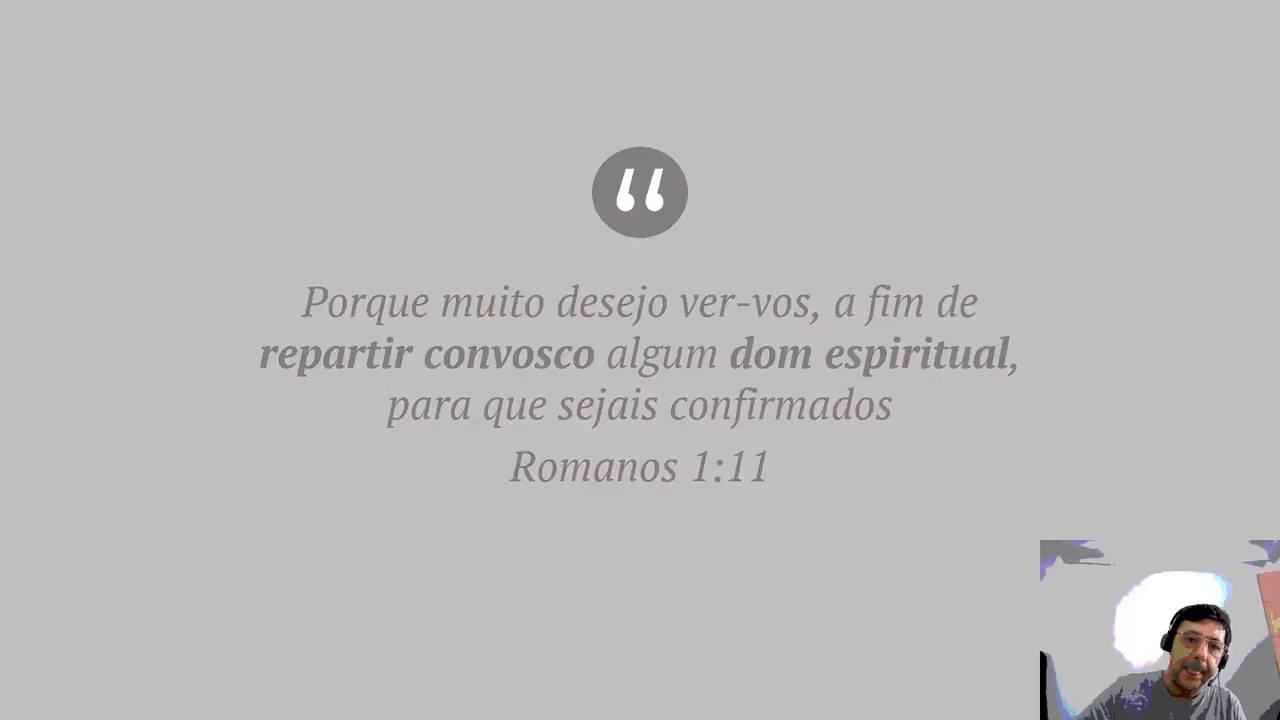 “
Porque muito desejo ver-vos, a fim de
repartir convosco algum dom espiritual,
para que sejais confirmados
Romanos 1:11